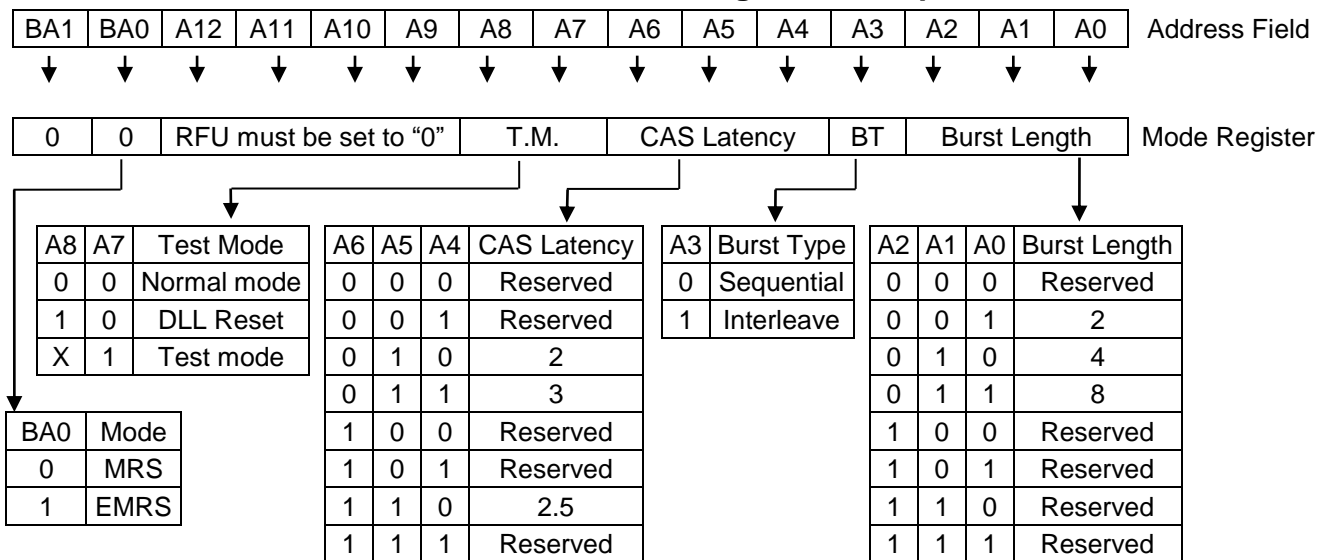 BA1 BA0 A12 A11 A10 A9 A8 A7 A6 A5 A4 A3 A2 A1 A0 Address Field
0 0 RFU must be set to “0” T.M. CAS Latency BT Burst Length Mode Register
A8 A7 Test Mode
0 0 Normal mode
1 0 DLL Reset
X 1 Test mode
BA0 Mode
0 MRS
1 EMRS
A6 A5 A4 CAS Latency
0 0 0 Reserved
0 0 1 Reserved
0 1 0 2
0 1 1 3
1 0 0 Reserved
1 0 1 Reserved
1 1 0 2.5
1 1 1 Reserved
A3 Burst Type
0 Sequential
1 Interleave
A2 A1 A0 Burst Length
0 0 0 Reserved
0 0 1 2
0 1 0 4
0 1 1 8
1 0 0 Reserved
1 0 1 Reserved
1 1 0 Reserved
1 1 1 Reserved